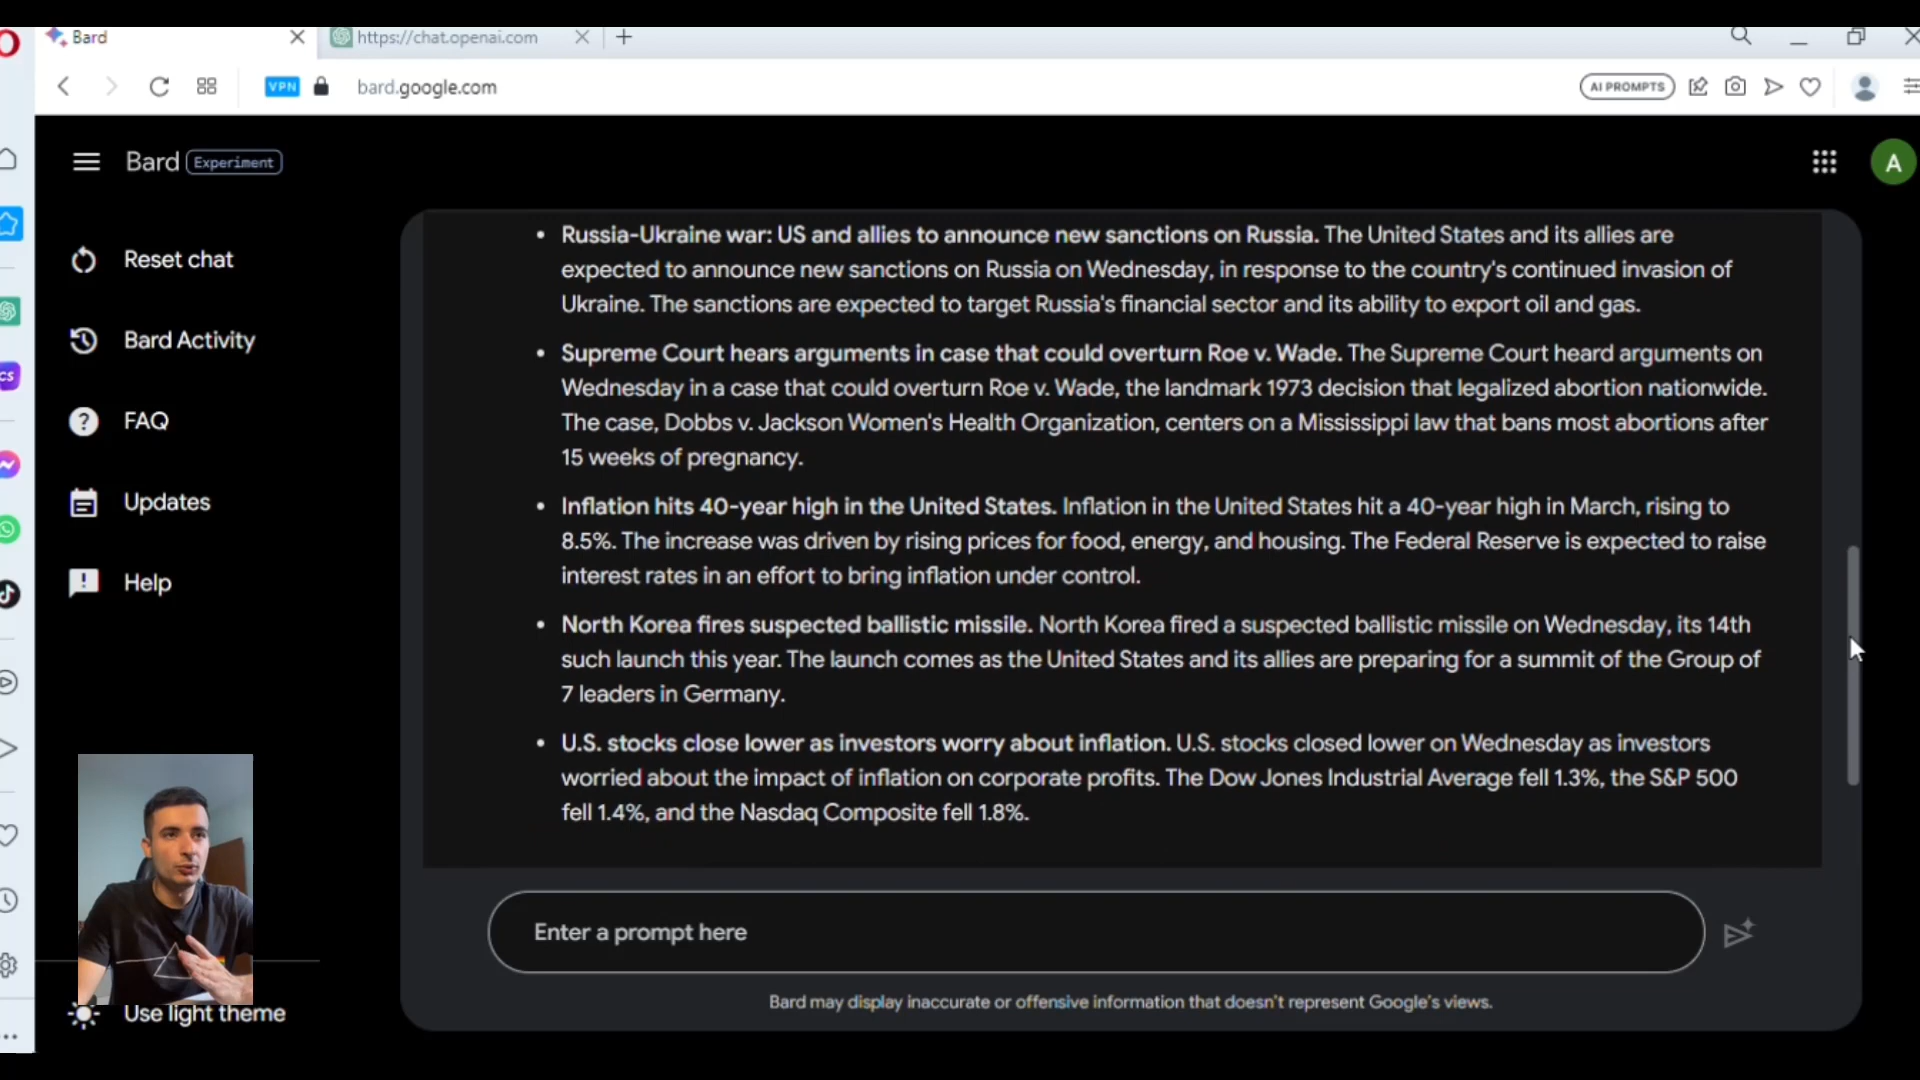 Bard
https://chat.openai.com
VPN
bard.google.com
AI PROMPTS
Bard Experiment
A
Reset chat
Bard Activity
FAQ
Updates
Help
Use light theme
CS
• Russia-Ukraine war: US and allies to announce new sanctions on Russia. The United States and its allies are
expected to announce new sanctions on Russia on Wednesday, in response to the country's continued invasion of
Ukraine. The sanctions are expected to target Russia's financial sector and its ability to export oil and gas.
• Supreme Court hears arguments in case that could overturn Roe v. Wade. The Supreme Court heard arguments on
Wednesday in a case that could overturn Roe v. Wade, the landmark 1973 decision that legalized abortion nationwide.
The case, Dobbs v. Jackson Women's Health Organization, centers on a Mississippi law that bans most abortions after
15 weeks of pregnancy.
• Inflation hits 40-year high in the United States. Inflation in the United States hit a 40-year high in March, rising to
8.5%. The increase was driven by rising prices for food, energy, and housing. The Federal Reserve is expected to raise
interest rates in an effort to bring inflation under control.
• North Korea fires suspected ballistic missile. North Korea fired a suspected ballistic missile on Wednesday, its 14th
such launch this year. The launch comes as the United States and its allies are preparing for a summit of the Group of
7 leaders in Germany.
• U.S. stocks close lower as investors worry about inflation. U.S. stocks closed lower on Wednesday as investors
worried about the impact of inflation on corporate profits. The Dow Jones Industrial Average fell 1.3%, the S&P 500
fell 1.4%, and the Nasdaq Composite fell 1.8%.
Enter a prompt here
Bard may display inaccurate or offensive information that doesn't represent Google's views.